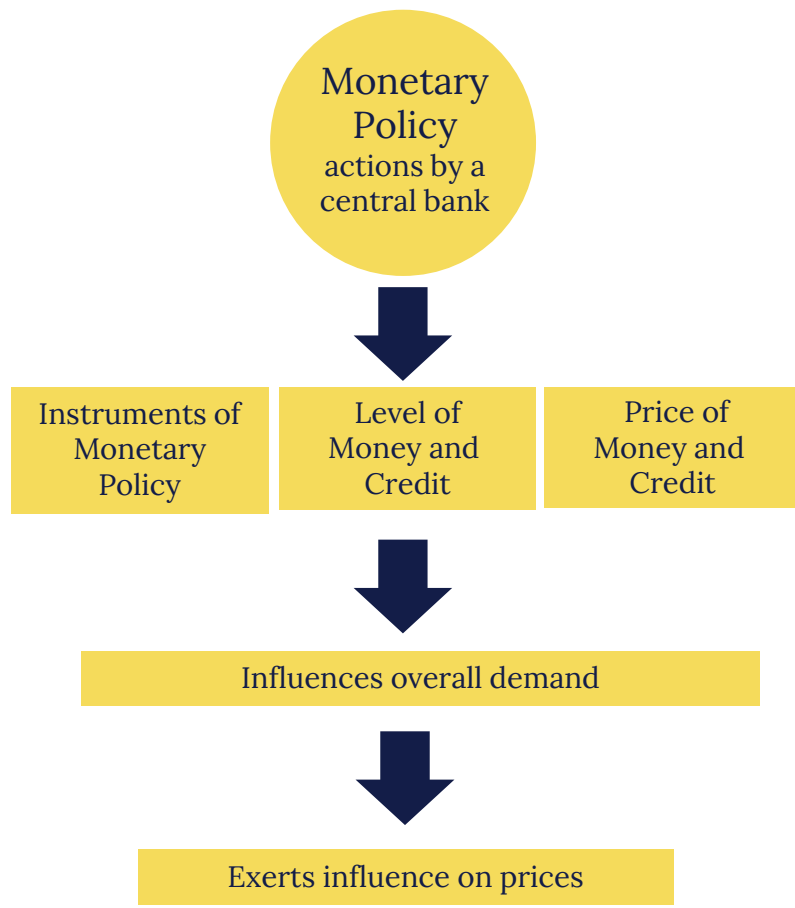 Monetary
Policy
actions by a
central bank
Instruments of
Monetary
Policy
Level of
Money and
Credit
Price of
Money and
Credit
Influences overall demand
Exerts influence on prices